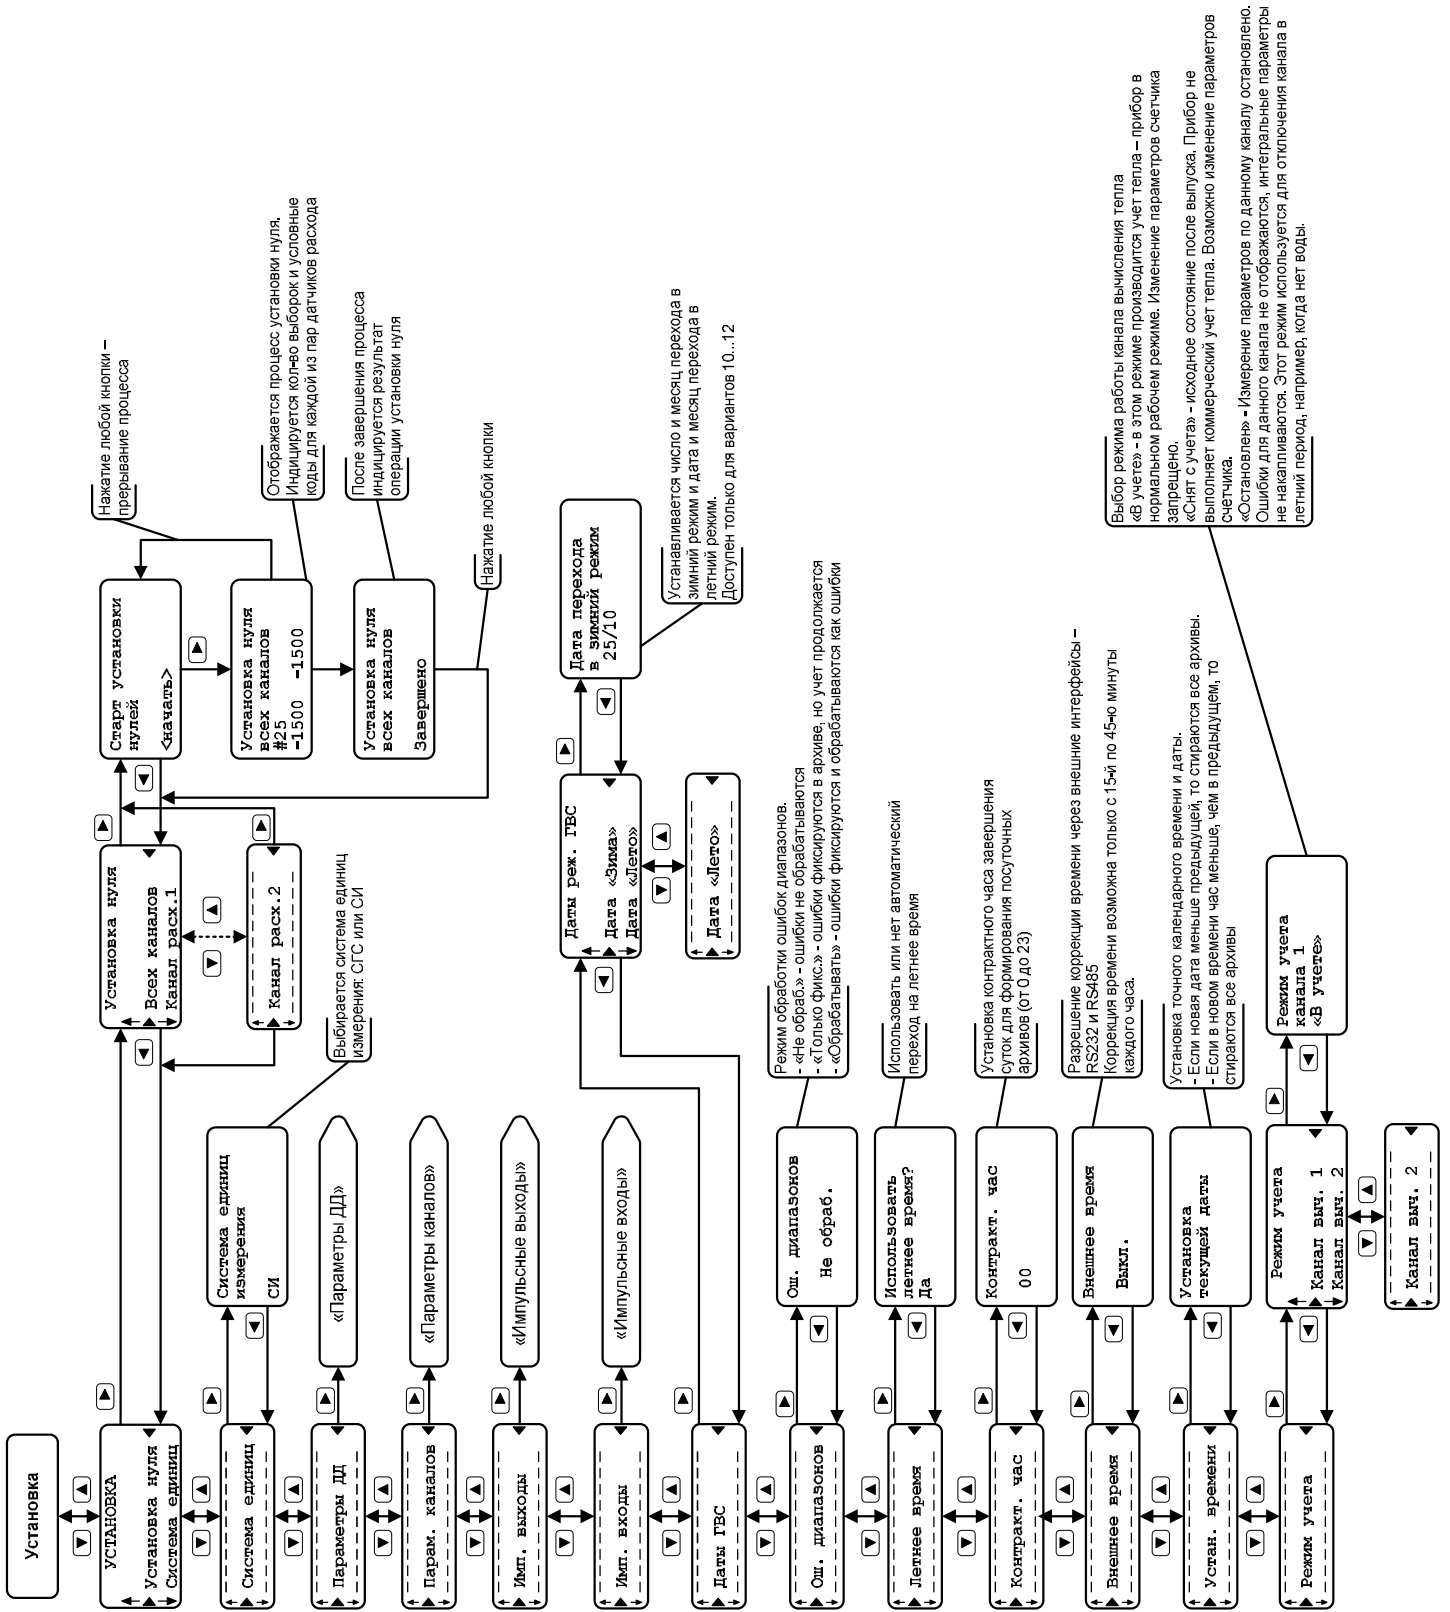 Установка
УСТАНОВКА
Установка нуля
Система единиц
Установка нуля
Всех каналов
Канал расх.1
Канал расх.2
Старт установки
нулей
<начать>
Нажатие любой кнопки –
прерывание процесса
Установка нуля
всех каналов
#25
-1500 -1500
Отображается процесс установки нуля.
Индицируется кол-во выборок и условные
коды для каждой из пар датчиков расхода
Установка нуля
всех каналов
Завершено
После завершения процесса
индицируется результат
операции установки нуля
Нажатие любой кнопки
Система единиц
Система единиц
измерения
СИ
Выбирается система единиц
измерения: СГС или СИ
Параметры ДД
«Параметры ДД»
Парам. каналов
«Параметры каналов»
Имп. выходы
«Импульсные выходы»
Имп. входы
«Импульсные входы»
Даты ГВС
Даты реж. ГВС
Дата «Зима»
Дата «Лето»
Дата «Лето»
Дата перехода
в зимний режим
25/10
Устанавливается число и месяц перехода в
зимний режим и дата и месяц перехода в
летний режим.
Доступен только для вариантов 10...12
Ош. диапазонов
Ош. диапазонов
Не обраб.
Режим обработки ошибок диапазонов.
- «Не обраб.» - ошибки не обрабатываются
- «Только фикс.» - ошибки фиксируются в архиве, но учет продолжается
- «Обрабатывать» - ошибки фиксируются и обрабатываются как ошибки
Летнее время
Использовать
летнее время?
Да
Использовать или нет автоматический
переход на летнее время
Контракт. час
Контракт. час
00
Установка контрактного часа завершения
суток для формирования посуточных
архивов (от 0 до 23)
Внешнее время
Внешнее время
Выкл.
Разрешение коррекции времени через внешние интерфейсы –
RS232 и RS485
Коррекция времени возможно только с 15-й по 45-ю минуты
каждого часа.
Устан. времени
Установка
текущей даты
Установка точного календарного времени и даты.
- Если новая дата меньше предыдущей, то стираются все архивы.
- Если в новом времени час меньше, чем в предыдущем, то
стираются все архивы
Режим учета
Режим учета
Канал выч. 1
Канал выч. 2
Канал выч. 2
Режим учета
канала 1
«В учете»
Выбор режима работы канала вычисления тепла
«В учете» - в этом режиме производится учет тепла – прибор в
нормальном рабочем режиме. Изменение параметров счетчика
запрещено.
«Снят с учета» - исходное состояние после выпуска. Прибор не
выполняет коммерческий учет тепла. Возможно изменение параметров
счетчика.
«Остановлен» - Измерение параметров по данному каналу остановлено.
Ошибки для данного канала не отображаются, интегральные параметры
не накапливаются. Этот режим используется для отключения канала в
летний период, например, когда нет воды.